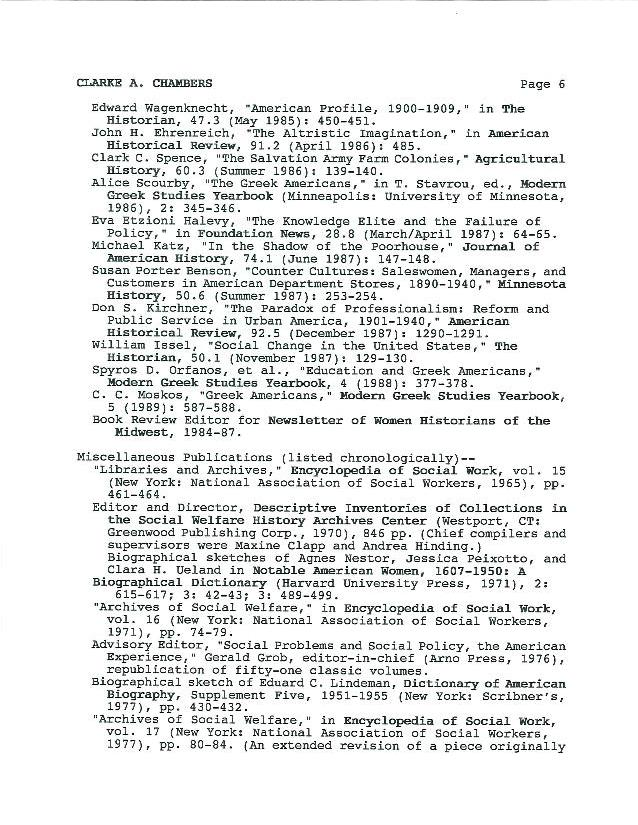 CLARKE A. CHAMBERS Page 6
Edward Wagenknecht, "American Profile, 1900-1909," in The
Historian, 47.3 (May 1985): 450-451.
John H. Ehrenreich, "The Altristic Imagination," in American
Historical Review, 91.2 (April 1986): 485.
Clark C. Spence, "The Salvation Army Farm Colonies," Agricultural
History, 60.3 (Summer 1986): 139-140.
Alice Scourby, "The Greek Americans," in T. Stavrou, ed., Modern
Greek Studies Yearbook (Minneapolis: University of Minnesota,
1986), 2: 345-346.
Eva Etzioni Halevy, "The Knowledge Elite and the Failure of
Policy," in Foundation News, 28.8 (March/April 1987): 64-65.
Michael Katz, "In the Shadow of the Poorhouse," Journal of
American History, 74.1 (June 1987): 147-148.
Susan Porter Benson, "Counter Cultures: Saleswomen, Managers, and
Customers in American Department Stores, 1890-1940," Minnesota
History, 50.6 (Summer 1987): 253-254.
Don S. Kirchner, "The Paradox of Professionalism: Reform and
Public Service in Urban America, 1901-1940," American
Historical Review, 92.5 (December 1987): 1290-1291.
William Issel, "Social Change in the United States," The
Historian, 50.1 (November 1987): 129-130.
Spyros D. Orfanos, et al., "Education and Greek Americans,"
Modern Greek Studies Yearbook, 4 (1988): 377-378.
C. C. Moskos, "Greek Americans," Modern Greek Studies Yearbook,
5 (1989): 587-588.
Book Review Editor for Newsletter of Women Historians of the
Midwest, 1984-87.
Miscellaneous Publications (listed chronologically)--
"Libraries and Archives," Encyclopedia of Social Work, vol. 15
(New York: National Association of Social Workers, 1965), pp.
461-464.
Editor and Director, Descriptive Inventories of Collections in
the Social Welfare History Archives Center (Westport, CT:
Greenwood Publishing Corp., 1970), 846 pp. (Chief compilers and
supervisors were Maxine Clapp and Andrea Hinding.)
Biographical sketches of Agnes Nestor, Jessica Peixotto, and
Clara H. Ueland in Notable American Women, 1607-1950: A
Biographical Dictionary (Harvard University Press, 1971), 2:
615-617; 3: 42-43; 3: 489-499.
"Archives of Social Welfare," in Encyclopedia of Social Work,
vol. 16 (New York: National Association of Social Workers,
1971), pp. 74-79.
Advisory Editor, "Social Problems and Social Policy, the American
Experience," Gerald Grob, editor-in-chief (Arno Press, 1976),
republication of fifty-one classic volumes.
Biographical sketch of Eduard C. Lindeman, Dictionary of American
Biography, Supplement Five, 1951-1955 (New York: Scribner's,
1977), pp. 430-432.
"Archives of Social Welfare," in Encyclopedia of Social Work,
vol. 17 (New York: National Association of Social Workers,
1977), pp. 80-84. (An extended revision of a piece originally